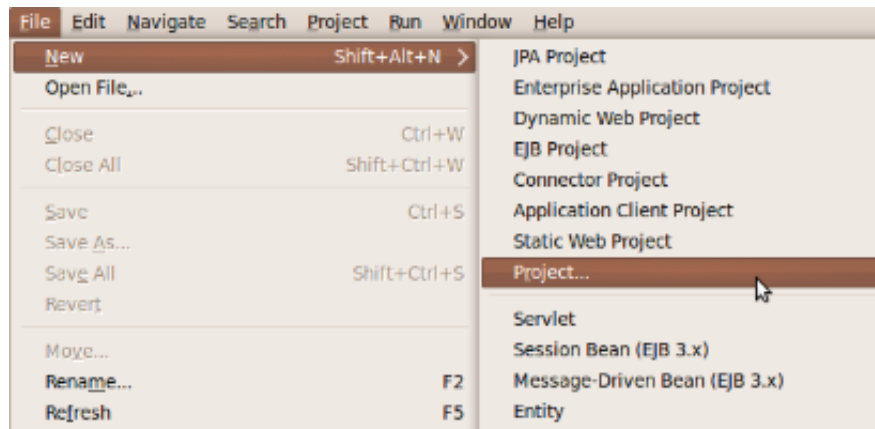 File Edit Navigate Search Project Run Window Help
New Shift+Alt+N
Open File...
Close Ctrl+W
Close All Shift+Ctrl+W
Save Ctrl+S
Save As...
Save All Shift+Ctrl+S
Revert
Move...
Rename... F2
Refresh F5
JPA Project
Enterprise Application Project
Dynamic Web Project
EJB Project
Connector Project
Application Client Project
Static Web Project
Project...
Servlet
Session Bean (EJB 3.x)
Message-Driven Bean (EJB 3.x)
Entity